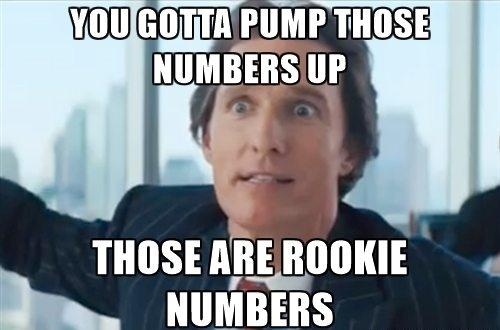 YOU GOTTA PUMP THOSE
NUMBERS UP
THOSE ARE ROOKIE
NUMBERS